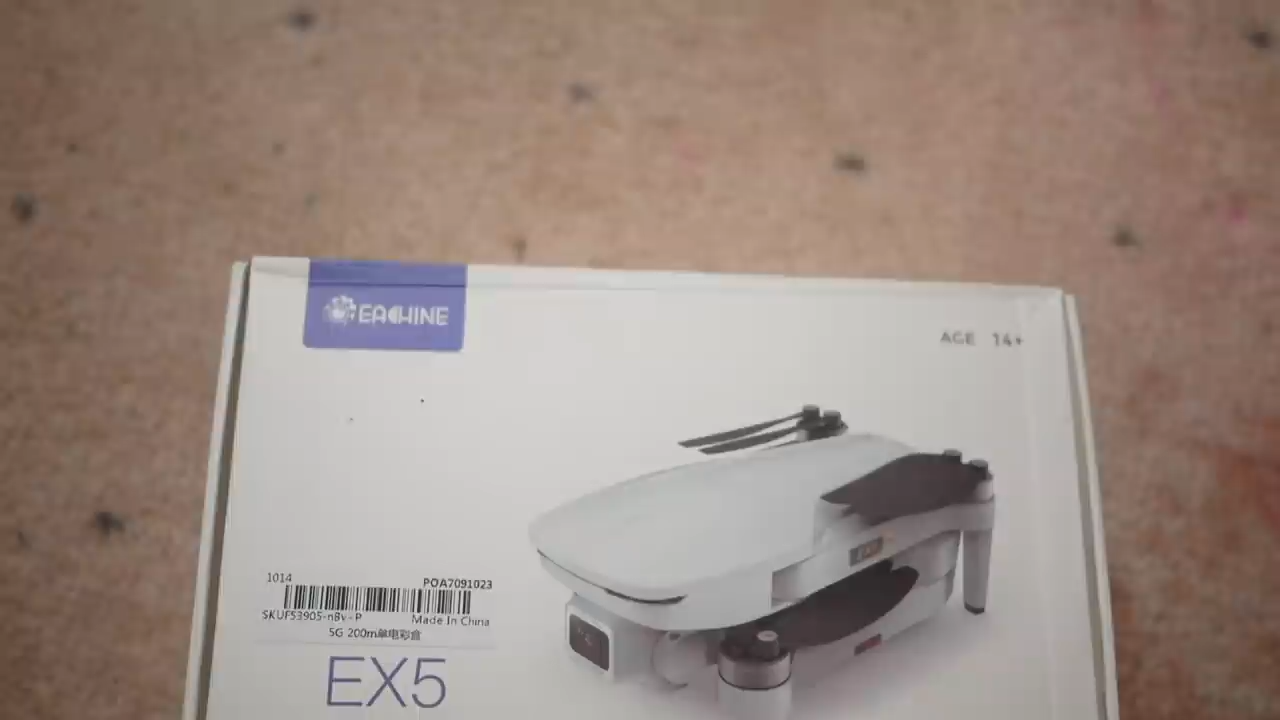 EACHINE
AGE 14+
1014 POA7091023
SKUF53905-nBv-P Made In China
5G 200m单电彩盒
EX5